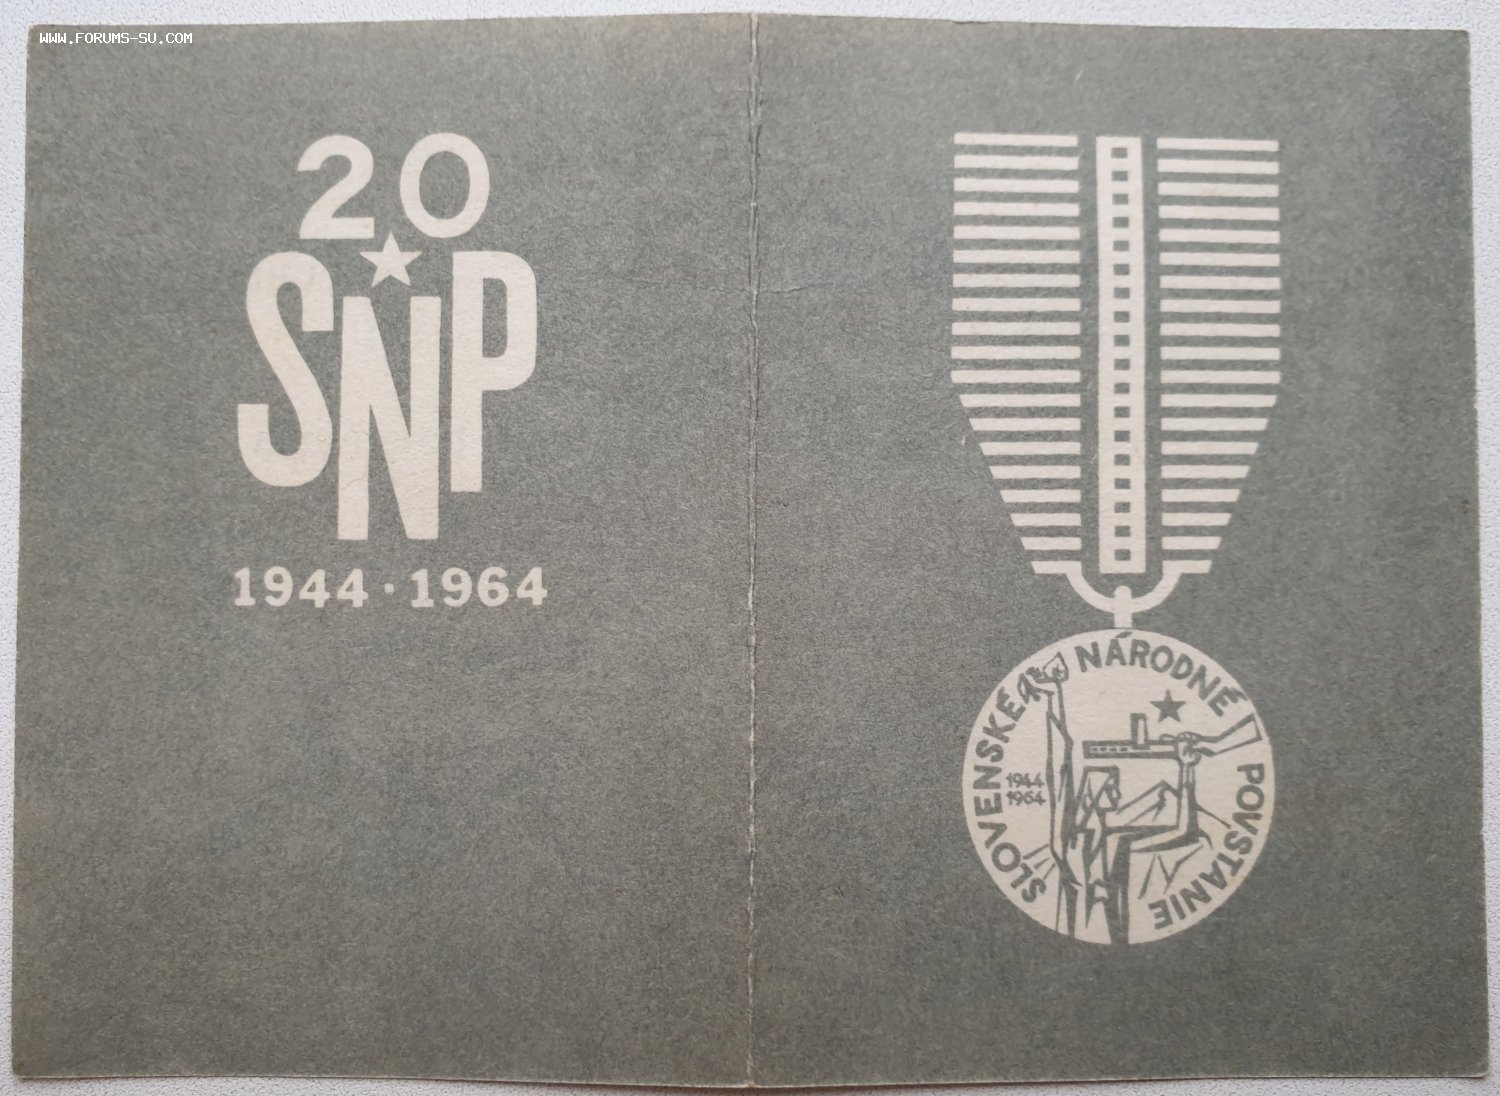 WWW.FORUMS-SU.COM
20
SNP
1944 · 1964
SLOVENSKÉ NÁRODNÉ POVSTANIE
1944
1964